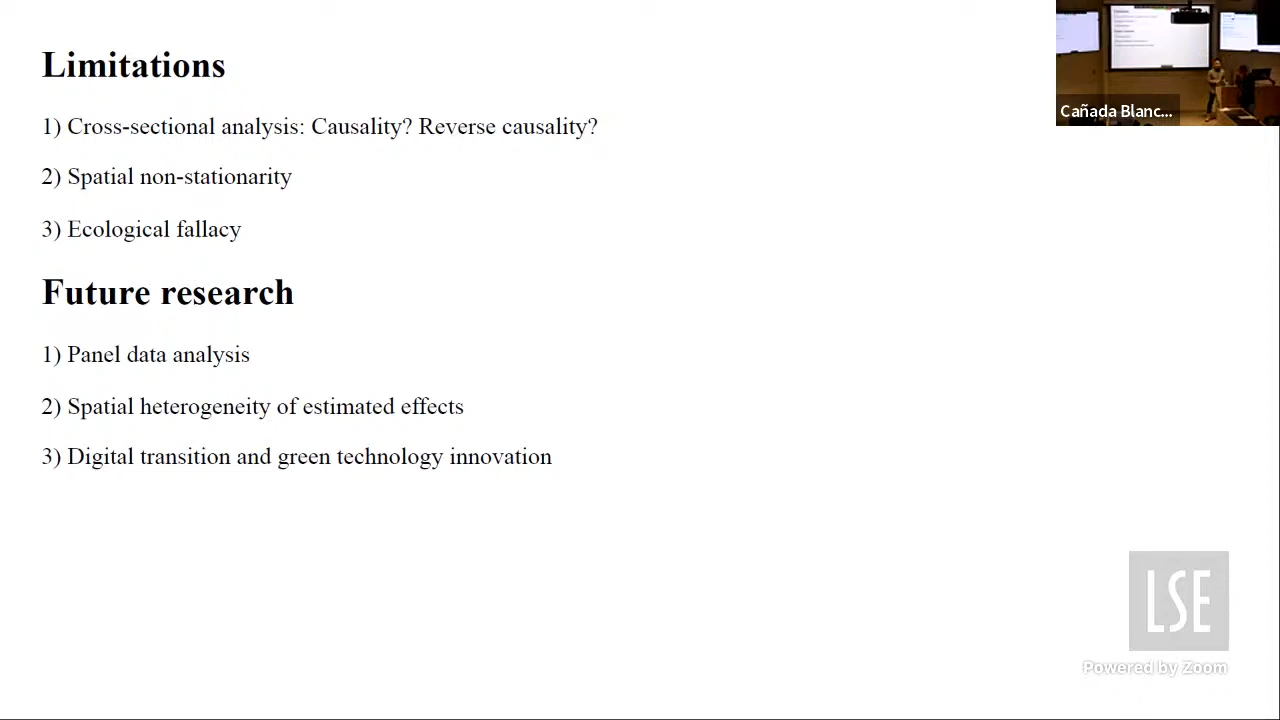 Limitations
1) Cross-sectional analysis: Causality? Reverse causality?
2) Spatial non-stationarity
3) Ecological fallacy
Future research
1) Panel data analysis
2) Spatial heterogeneity of estimated effects
3) Digital transition and green technology innovation
Cañada Blanc...
LSE
Powered by Zoom